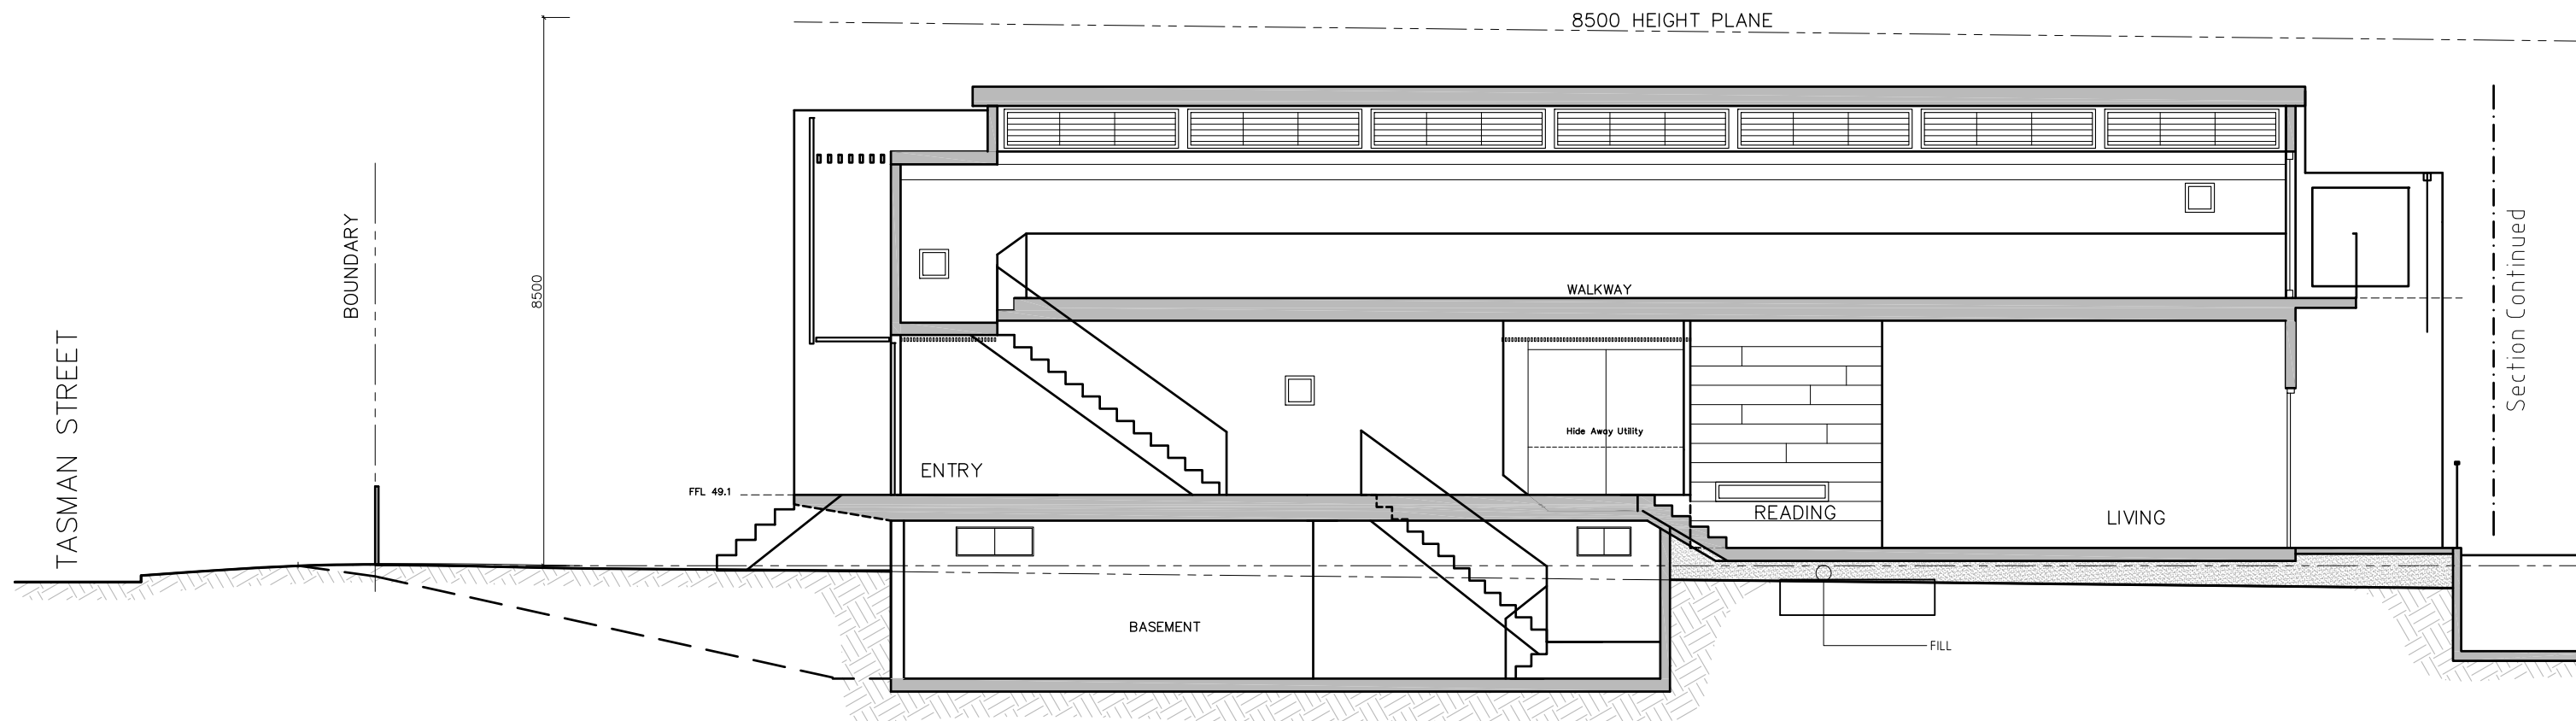 8500 HEIGHT PLANE
TASMAN STREET
BOUNDARY
8500
Section Continued
WALKWAY
Hide Away Utility
ENTRY
FFL 49.1
READING
LIVING
BASEMENT
FILL